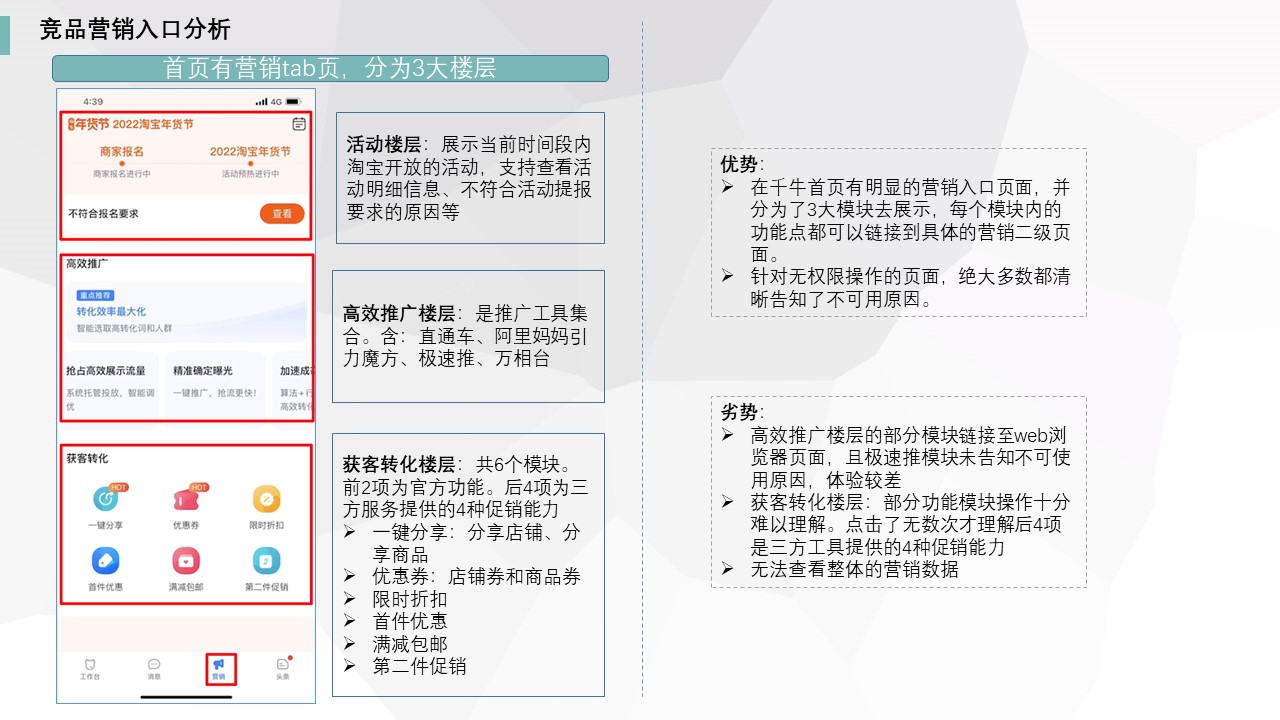 竞品营销入口分析
首页有营销tab页，分为3大楼层
4:39
4G
年货节 2022淘宝年货节
商家报名
2022淘宝年货节
商家报名进行中
活动预热进行中
不符合报名要求
查看
高效推广
重点推荐
转化效率最大化
智能选取高转化词和人群
抢占高效展示流量
精准确定曝光
加速成
系统托管投放，智能调
优
一键推广，抢流更快！
算法+行
高效转化
获客转化
HOT
HOT
一键分享
优惠券
限时折扣
首件优惠
满减包邮
第二件促销
工作台
消息
营销
头条
活动楼层：展示当前时间段内
淘宝开放的活动，支持查看活
动明细信息、不符合活动提报
要求的原因等
高效推广楼层：是推广工具集
合。含：直通车、阿里妈妈引
力魔方、极速推、万相台
获客转化楼层：共6个模块。
前2项为官方功能。后4项为三
方服务提供的4种促销能力
➢ 一键分享：分享店铺、分
享商品
➢ 优惠券：店铺券和商品券
➢ 限时折扣
➢ 首件优惠
➢ 满减包邮
➢ 第二件促销
优势：
➢ 在千牛首页有明显的营销入口页面，并
分为了3大模块去展示，每个模块内的
功能点都可以链接到具体的营销二级页
面。
➢ 针对无权限操作的页面，绝大多数都清
晰告知了不可用原因。
劣势：
➢ 高效推广楼层的部分模块链接至web浏
览器页面，且极速推模块未告知不可使
用原因，体验较差
➢ 获客转化楼层：部分功能模块操作十分
难以理解。点击了无数次才理解后4项
是三方工具提供的4种促销能力
➢ 无法查看整体的营销数据